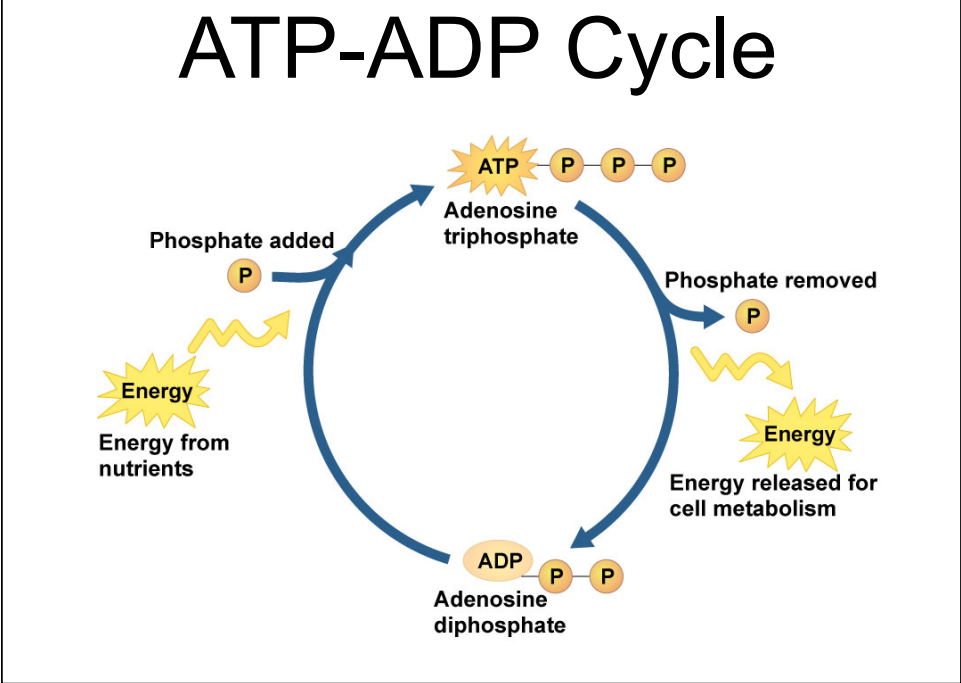 ATP-ADP Cycle
ATP P P P
Adenosine
triphosphate
Phosphate added
P
Phosphate removed
P
Energy
Energy from
nutrients
Energy
Energy released for
cell metabolism
ADP P P
Adenosine
diphosphate